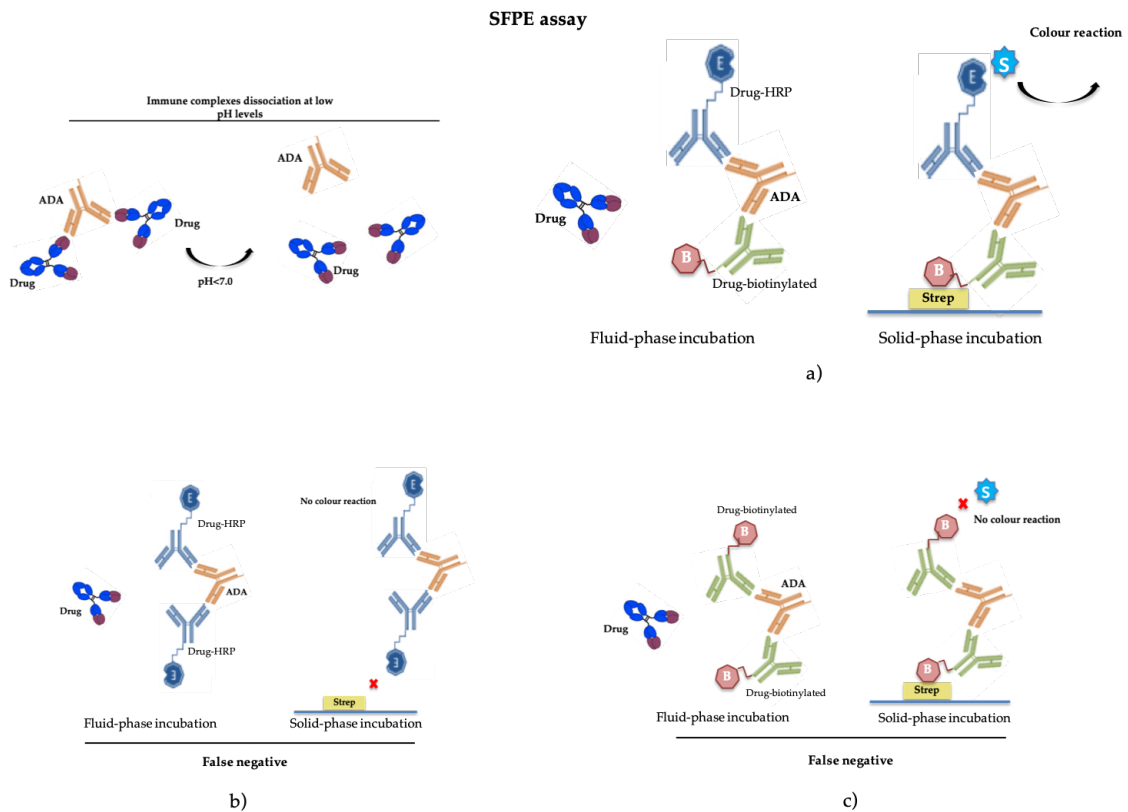 SFPE assay
Immune complexes dissociation at low
pH levels
ADA
ADA
Drug
Drug
Drug
pH<7.0
Colour reaction
E
S
E
Drug-HRP
ADA
Drug
B
Drug-biotinylated
B
Strep
Fluid-phase incubation
Solid-phase incubation
a)
E
Drug-HRP
ADA
Drug
Drug-HRP
E
Fluid-phase incubation
No colour reaction
E
E
Strep
Solid-phase incubation
False negative
b)
Drug-biotinylated
B
ADA
Drug
B
Drug-biotinylated
Fluid-phase incubation
S
No colour reaction
B
B
Strep
Solid-phase incubation
False negative
c)